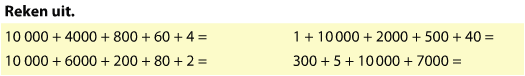 Reken uit.
10 000 + 4000 + 800 + 60 + 4 =
1 + 10 000 + 2000 + 500 + 40 =
10 000 + 6000 + 200 + 80 + 2 =
300 + 5 + 10 000 + 7000 =